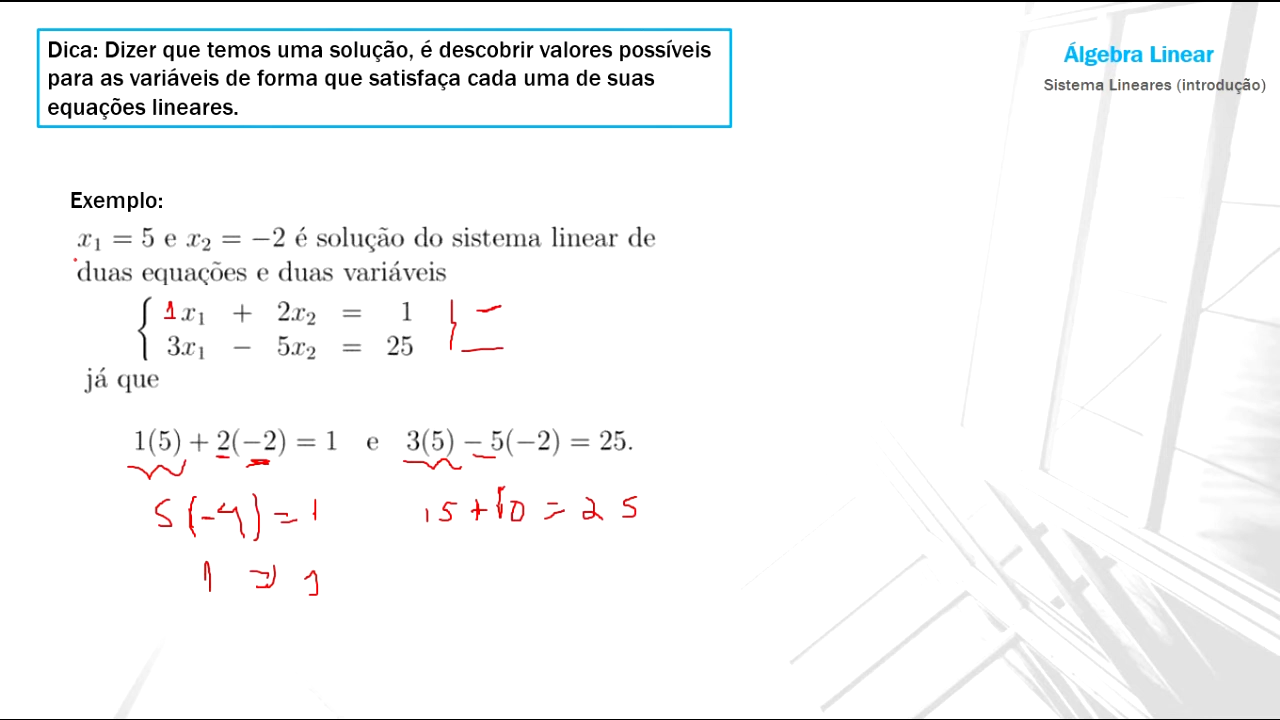 Dica: Dizer que temos uma solução, é descobrir valores possíveis
para as variáveis de forma que satisfaça cada uma de suas
equações lineares.
Álgebra Linear
Sistema Lineares (introdução)
Exemplo:
x₁ = 5 e x₂ = −2 é solução do sistema linear de
duas equações e duas variáveis
1x₁ + 2x₂ = 1
3x₁ − 5x₂ = 25
já que
1(5) + 2(−2) = 1 e 3(5) − 5(−2) = 25.
5(-4) = 1 15+10 = 25
1 = 1